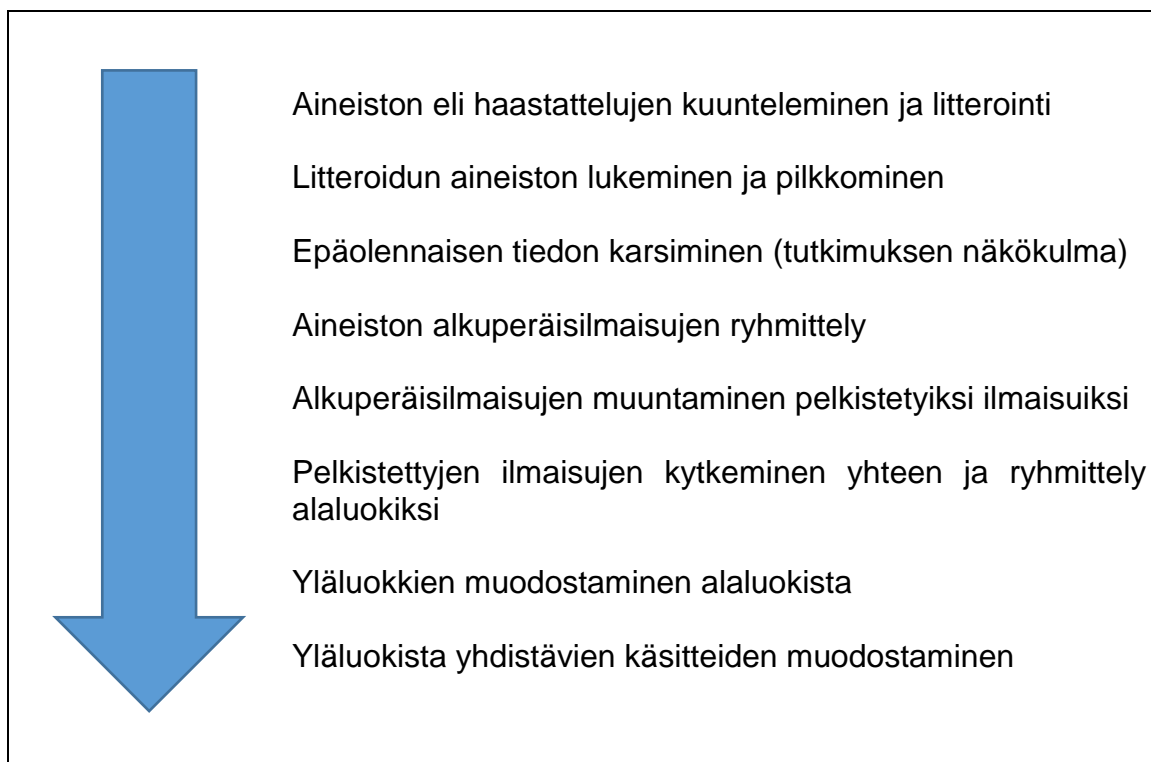 Aineiston eli haastattelujen kuunteleminen ja litterointi
Litteroidun aineiston lukeminen ja pilkkominen
Epäolennaisen tiedon karsiminen (tutkimuksen näkökulma)
Aineiston alkuperäisilmaisujen ryhmittely
Alkuperäisilmaisujen muuntaminen pelkistetyiksi ilmaisuiksi
Pelkistettyjen ilmaisujen kytkeminen yhteen ja ryhmittely
alaluokiksi
Yläluokkien muodostaminen alaluokista
Yläluokista yhdistävien käsitteiden muodostaminen